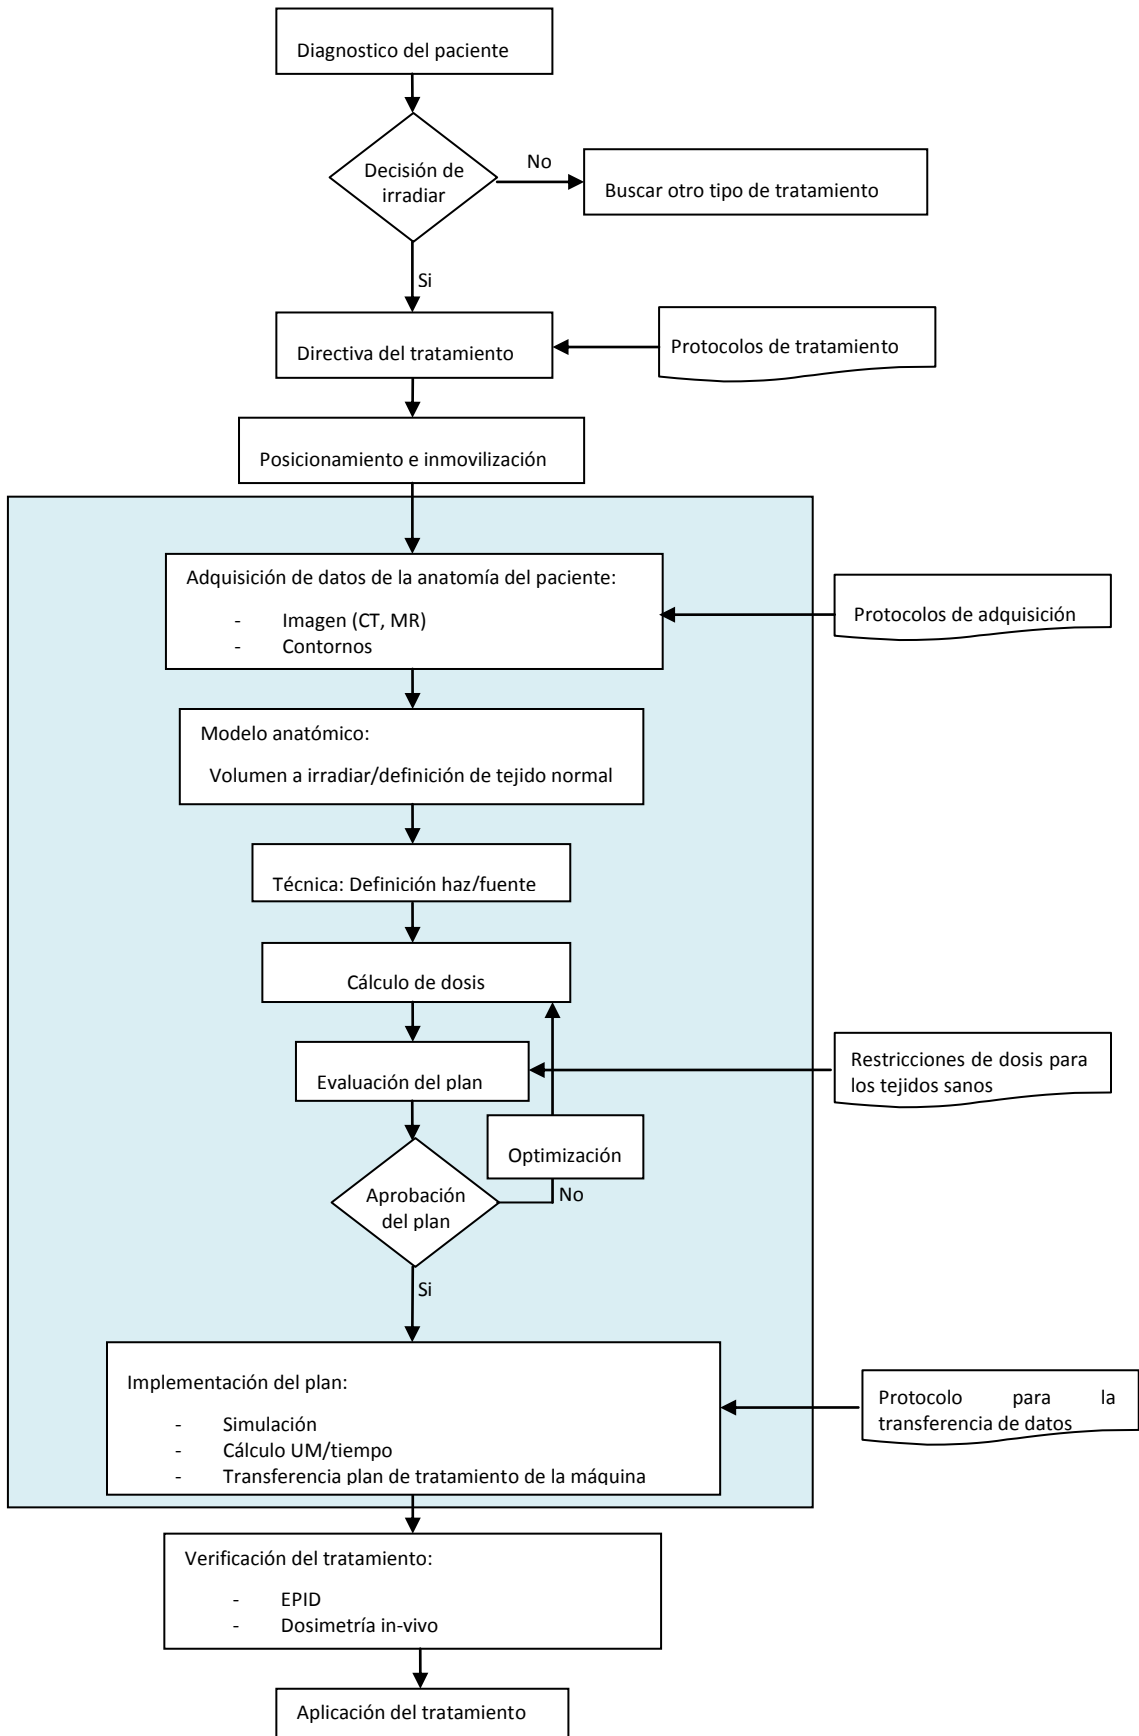 Diagnostico del paciente
Decisión de
irradiar
No
Buscar otro tipo de tratamiento
Si
Directiva del tratamiento
Protocolos de tratamiento
Posicionamiento e inmovilización
Adquisición de datos de la anatomía del paciente:
- Imagen (CT, MR)
- Contornos
Protocolos de adquisición
Modelo anatómico:
Volumen a irradiar/definición de tejido normal
Técnica: Definición haz/fuente
Cálculo de dosis
Evaluación del plan
Restricciones de dosis para
los tejidos sanos
Optimización
Aprobación
del plan
No
Si
Implementación del plan:
- Simulación
- Cálculo UM/tiempo
- Transferencia plan de tratamiento de la máquina
Protocolo para la
transferencia de datos
Verificación del tratamiento:
- EPID
- Dosimetría in-vivo
Aplicación del tratamiento